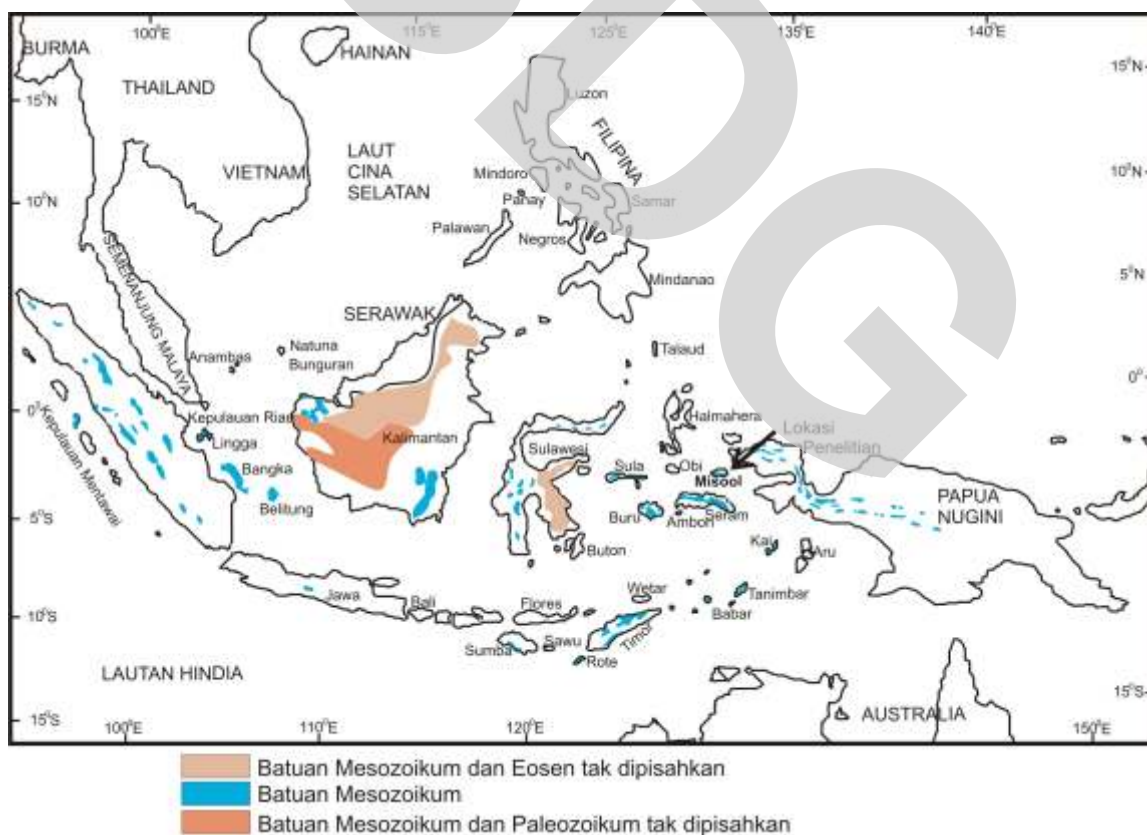 100°E
115°E
125°E
135°E
140°E
BURMA
HAINAN
15°N
THAILAND
15°N
Luzon
FILIPINA
LAUT
CINA
SELATAN
VIETNAM
Mindoro
10°N
Panay
Samar
10°N
Palawan
Negros
SEMENANJUNG MALAYA
Mindanao
5°N
SERAWAK
Natuna
Bunguran
Anambas
Talaud
0°
0°
Kepulauan Riau
Halmahera
Lokasi
Penelitian
Lingga
Kalimantan
Sulawesi
Kepulauan Mentawai
Bangka
Sula
Obi
Misool
Belitung
PAPUA
NUGINI
5°S
Buru
Ambon
Seram
5°S
Kai
Aru
Buton
Jawa
Bali
Flores
Wetar
Tanimbar
Babar
10°S
10°S
Sumba
Sawu
Timor
Rote
LAUTAN HINDIA
15°S
AUSTRALIA
15°S
100°E
110°E
120°E
150°E
Batuan Mesozoikum dan Eosen tak dipisahkan
Batuan Mesozoikum
Batuan Mesozoikum dan Paleozoikum tak dipisahkan